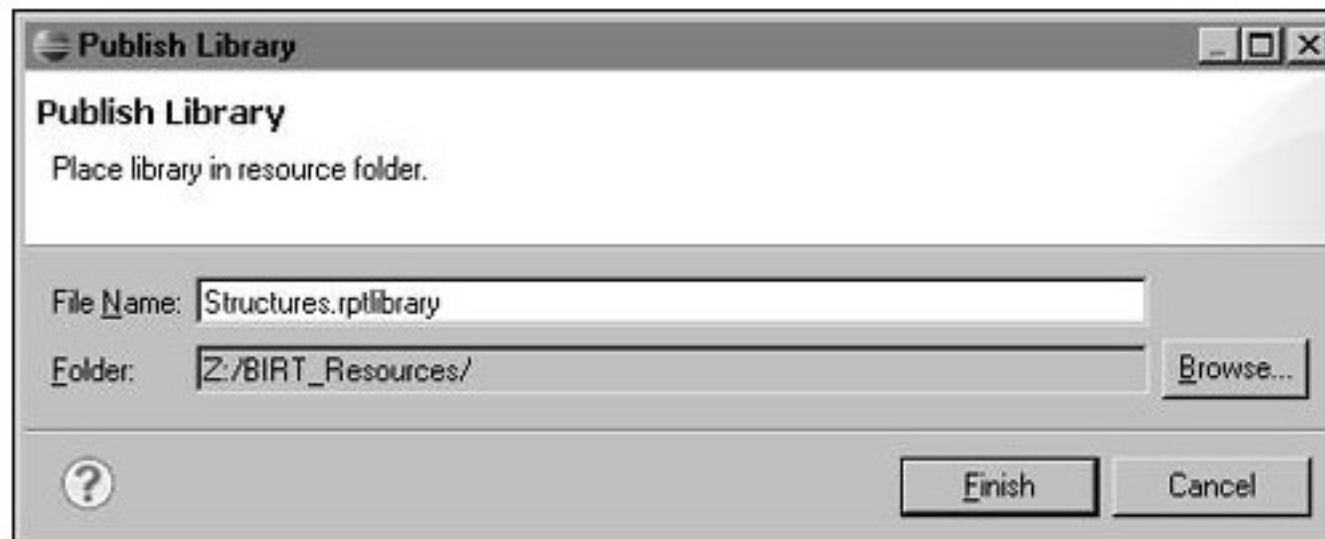 Publish Library
Publish Library
Place library in resource folder.
File Name: Structures.rptlibrary
Folder: Z:/BIRT_Resources/ Browse...
? Finish Cancel